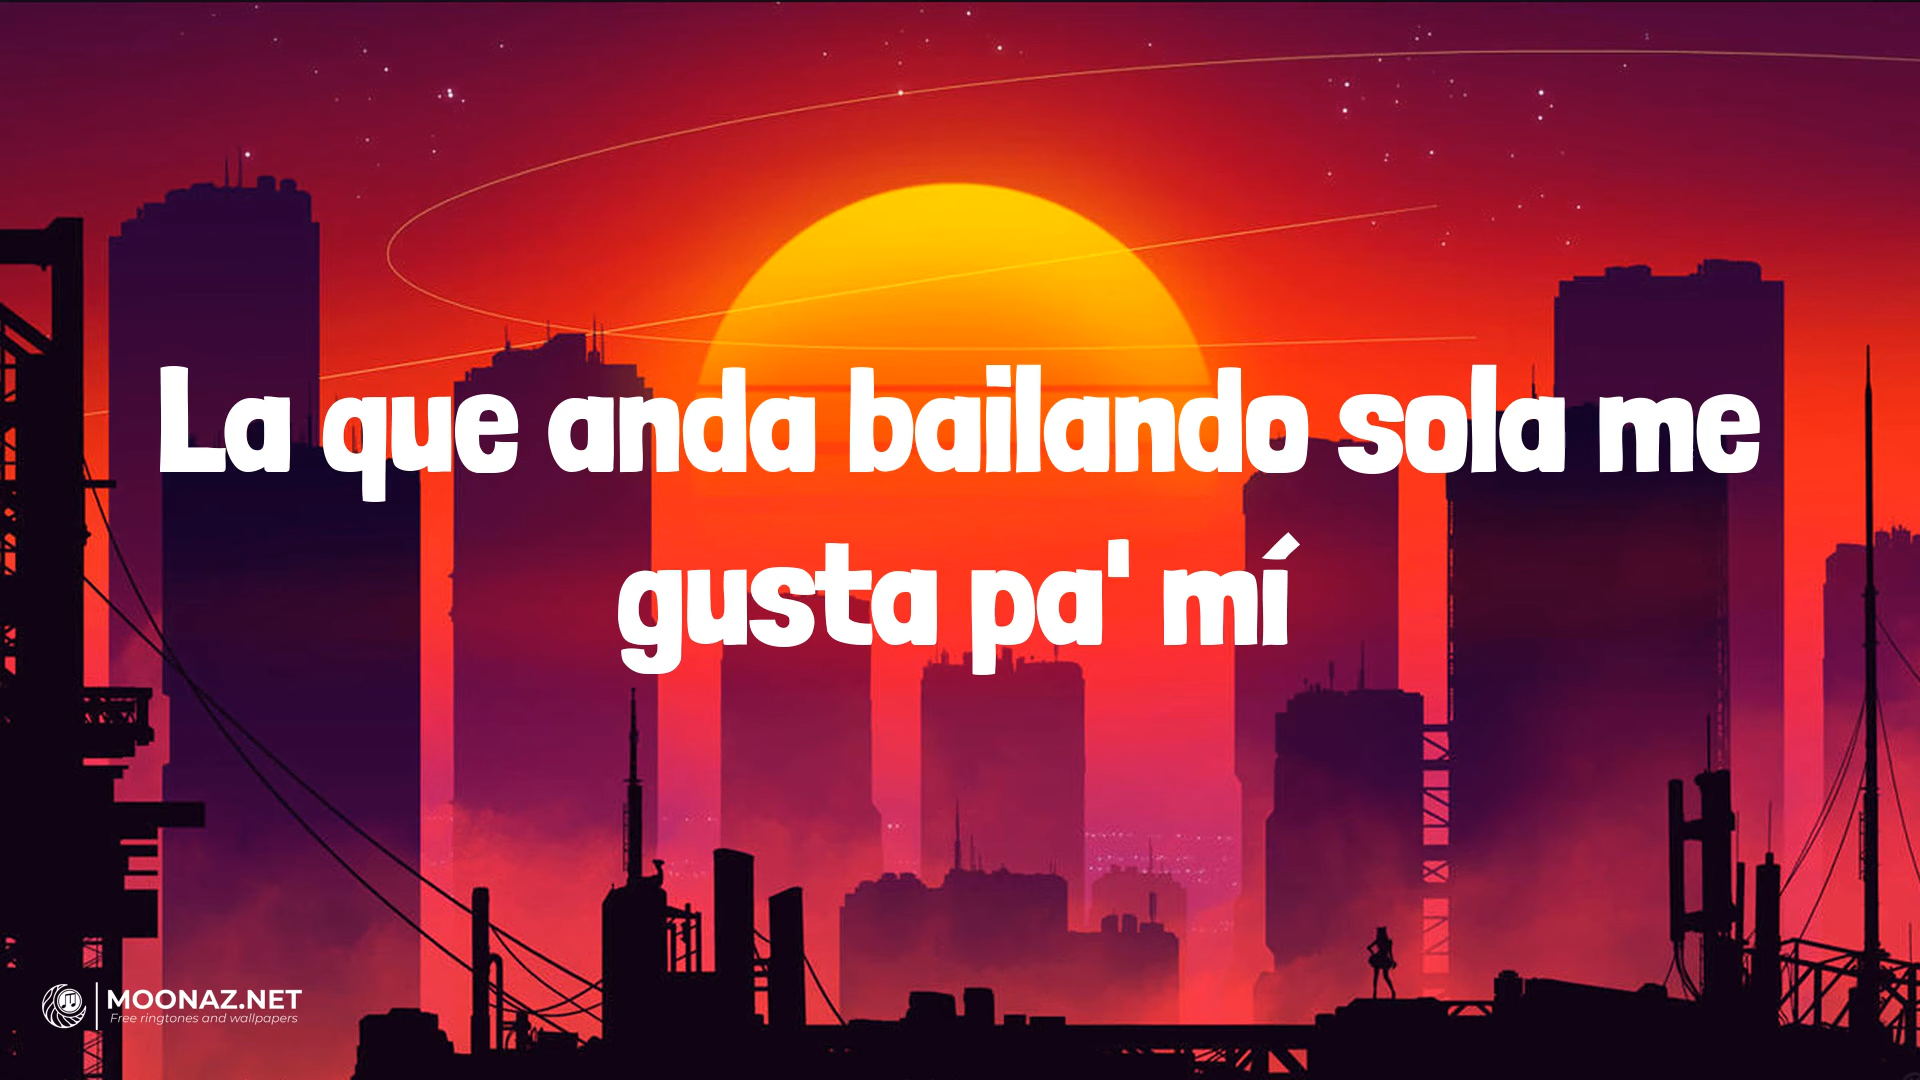 La que anda bailando sola me
gusta pa' mí
MOONAZ.NET
Free ringtones and wallpapers